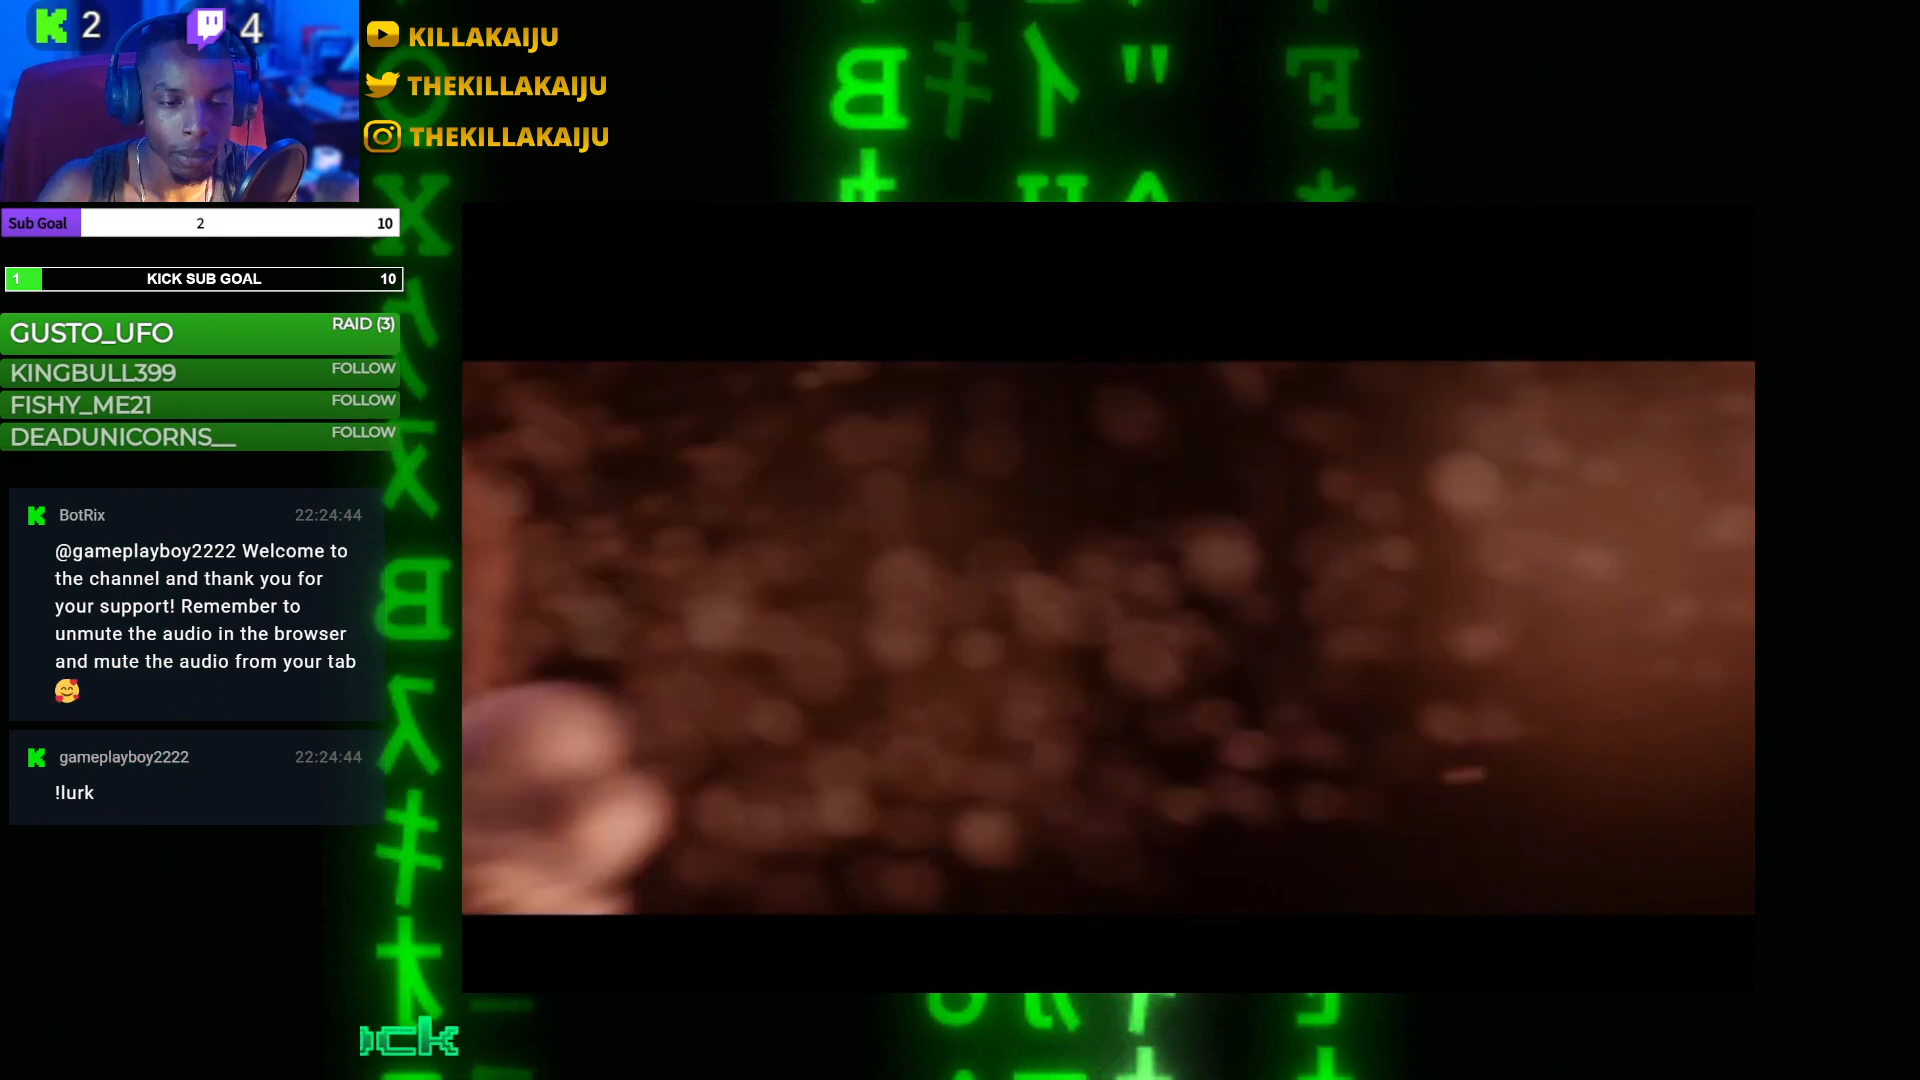 2
4
KILLAKAIJU
THEKILLAKAIJU
THEKILLAKAIJU
Sub Goal 2 10
1 KICK SUB GOAL 10
GUSTO_UFO RAID (3)
KINGBULL399 FOLLOW
FISHY_ME21 FOLLOW
DEADUNICORNS__ FOLLOW
BotRix 22:24:44
@gameplayboy2222 Welcome to
the channel and thank you for
your support! Remember to
unmute the audio in the browser
and mute the audio from your tab
🥰
gameplayboy2222 22:24:44
!lurk